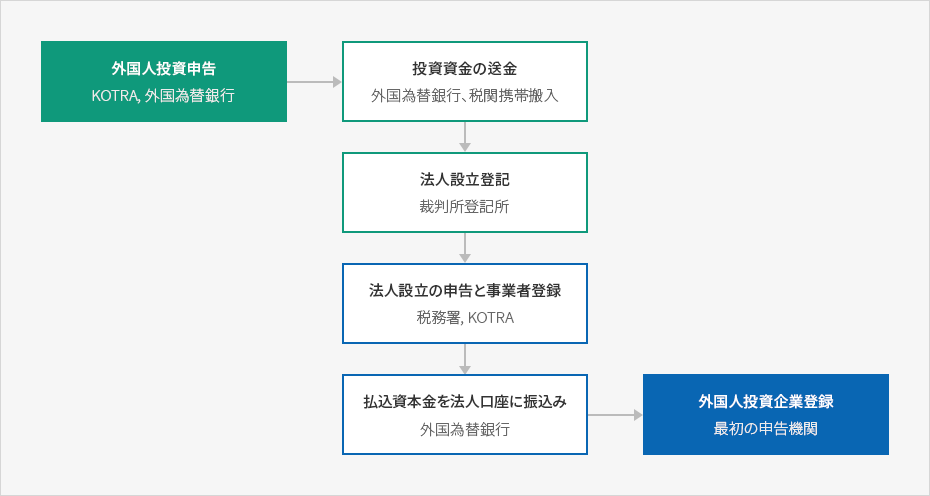 外国人投資申告
KOTRA, 外国為替銀行
投資資金の送金
外国為替銀行、税関携帯搬入
法人設立登記
裁判所登記所
法人設立の申告と事業者登録
税務署, KOTRA
払込資本金を法人口座に振込み
外国為替銀行
外国人投資企業登録
最初の申告機関